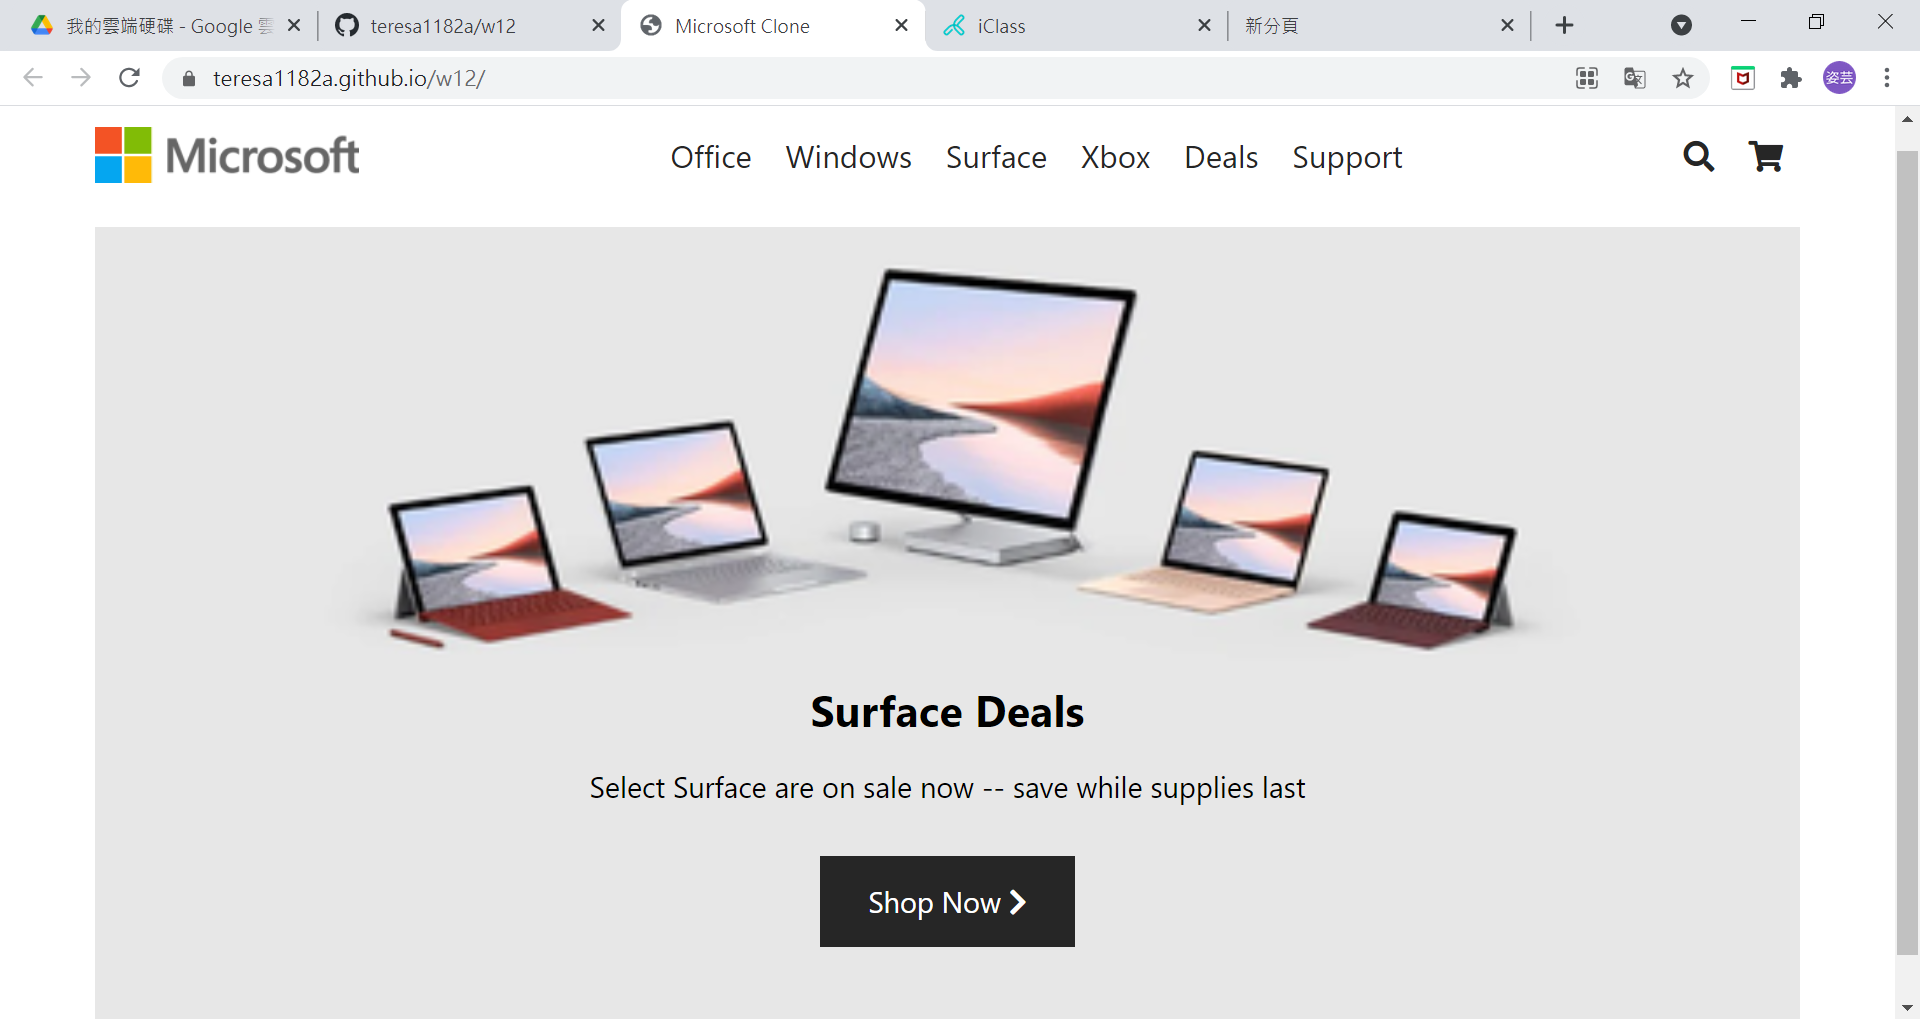 我的雲端硬碟 - Google 雲
teresa1182a/w12
Microsoft Clone
iClass
新分頁
teresa1182a.github.io/w12/
姿芸
Microsoft
Office Windows Surface Xbox Deals Support
Surface Deals
Select Surface are on sale now -- save while supplies last
Shop Now